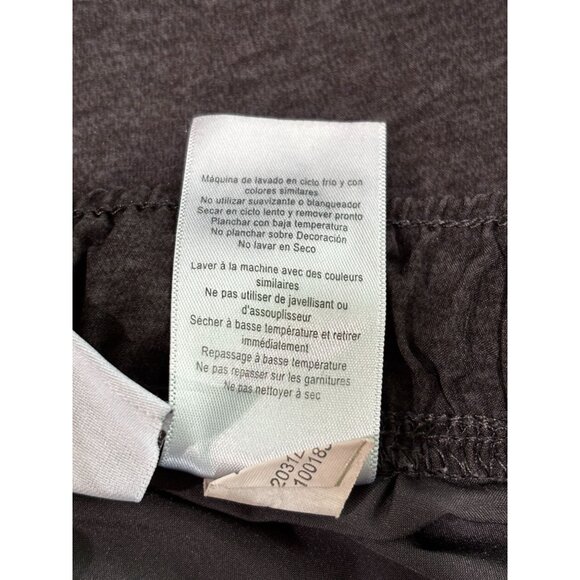 Máquina de lavado en ciclo frio y con
colores similares
No utilizar suavizante o blanqueador
Secar en ciclo lento y remover pronto
Planchar con baja temperatura
No planchar sobre Decoración
No lavar en Seco
Laver à la machine avec des couleurs
similaires
Ne pas utiliser de javellisant ou
d'assouplisseur
Sécher à basse température et retirer
immédiatement
Repassage à basse température
Ne pas repasser sur les garnitures
Ne pas nettoyer à sec